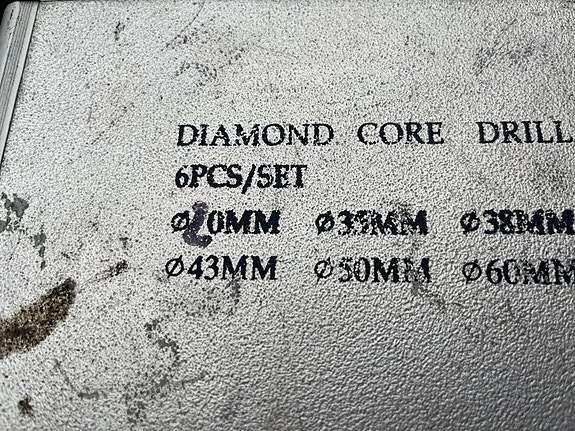 DIAMOND CORE DRILL
6PCS/SET
Ø35MM Ø38MM
Ø43MM Ø50MM Ø60MM